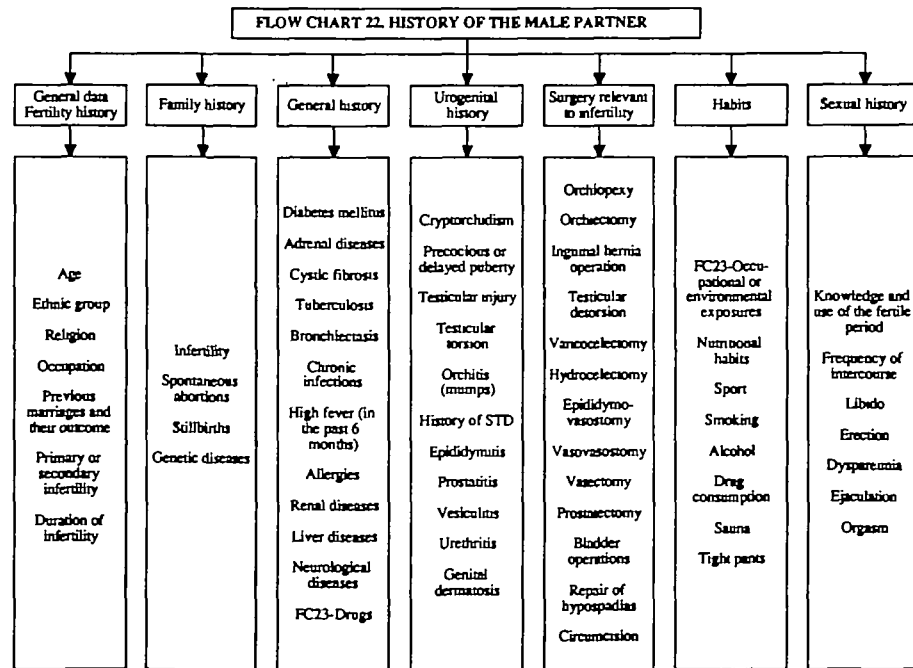 FLOW CHART 22. HISTORY OF THE MALE PARTNER
General data
Fertility history
Family history
General history
Urogenital
history
Surgery relevant
to infertility
Habits
Sexual history
Age
Ethnic group
Religion
Occupation
Previous
marriages and
their outcome
Primary or
secondary
infertility
Duration of
infertility
Infertility
Spontaneous
abortions
Stillbirths
Genetic diseases
Diabetes mellitus
Adrenal diseases
Cystic fibrosis
Tuberculosis
Bronchiectasis
Chronic
infections
High fever (in
the past 6
months)
Allergies
Renal diseases
Liver diseases
Neurological
diseases
FC23-Drugs
Cryptorchidism
Precocious or
delayed puberty
Testicular injury
Testicular
torsion
Orchitis
(mumps)
History of STD
Epididymitis
Prostatitis
Vesiculitis
Urethritis
Genital
dermatosis
Orchiopexy
Orchiectomy
Inguinal hernia
operation
Testicular
detorsion
Varicocelectomy
Hydrocelectomy
Epididymo-
vasostomy
Vasovasostomy
Vasectomy
Prostatectomy
Bladder
operations
Repair of
hypospadias
Circumcision
FC23-Occu-
pational or
environmental
exposures
Nutritional
habits
Sport
Smoking
Alcohol
Drug
consumption
Sauna
Tight pants
Knowledge and
use of the fertile
period
Frequency of
intercourse
Libido
Erection
Dyspareunia
Ejaculation
Orgasm